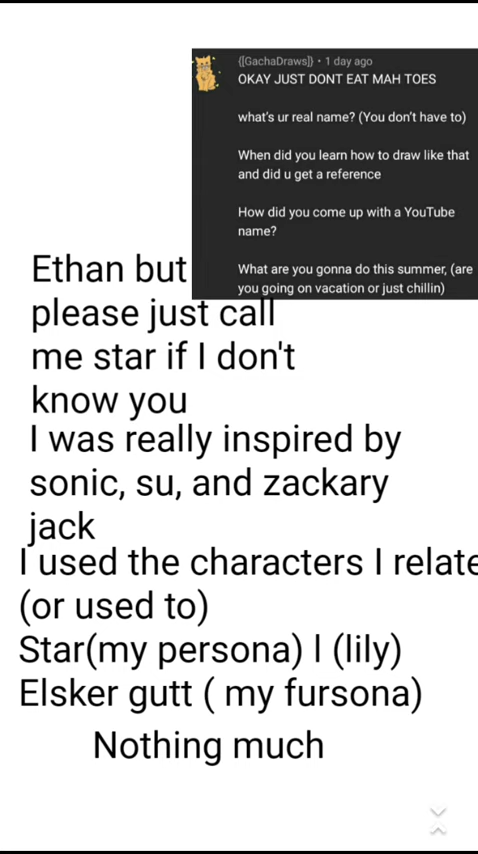 {[GachaDraws]} • 1 day ago
OKAY JUST DONT EAT MAH TOES
what's ur real name? (You don't have to)
When did you learn how to draw like that
and did u get a reference
How did you come up with a YouTube
name?
What are you gonna do this summer, (are
you going on vacation or just chillin)
Ethan but
please just call
me star if I don't
know you
I was really inspired by
sonic, su, and zackary
jack
I used the characters I relate
(or used to)
Star(my persona) l (lily)
Elsker gutt ( my fursona)
Nothing much